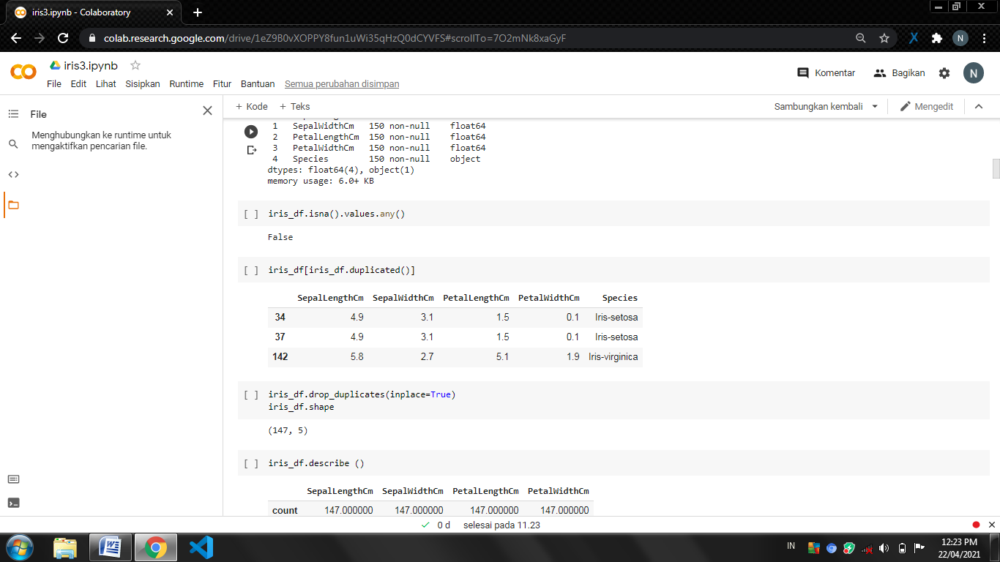 iris3.ipynb - Colaboratory
colab.research.google.com/drive/1eZ9B0vXOPPY8fun1uWi35qHzQ0dCYVFS#scrollTo=7O2mNk8xaGyF
N
iris3.ipynb
File Edit Lihat Sisipkan Runtime Fitur Bantuan Semua perubahan disimpan
Komentar Bagikan N
File
Menghubungkan ke runtime untuk
mengaktifkan pencarian file.
+ Kode + Teks
Sambungkan kembali Mengedit
1 SepalWidthCm 150 non-null float64
2 PetalLengthCm 150 non-null float64
3 PetalWidthCm 150 non-null float64
4 Species 150 non-null object
dtypes: float64(4), object(1)
memory usage: 6.0+ KB
[ ] iris_df.isna().values.any()
False
[ ] iris_df[iris_df.duplicated()]
SepalLengthCm SepalWidthCm PetalLengthCm PetalWidthCm Species
34 4.9 3.1 1.5 0.1 Iris-setosa
37 4.9 3.1 1.5 0.1 Iris-setosa
142 5.8 2.7 5.1 1.9 Iris-virginica
[ ] iris_df.drop_duplicates(inplace=True)
iris_df.shape
(147, 5)
[ ] iris_df.describe ()
SepalLengthCm SepalWidthCm PetalLengthCm PetalWidthCm
count 147.000000 147.000000 147.000000 147.000000
0 d selesai pada 11.23
IN
12:23 PM
22/04/2021